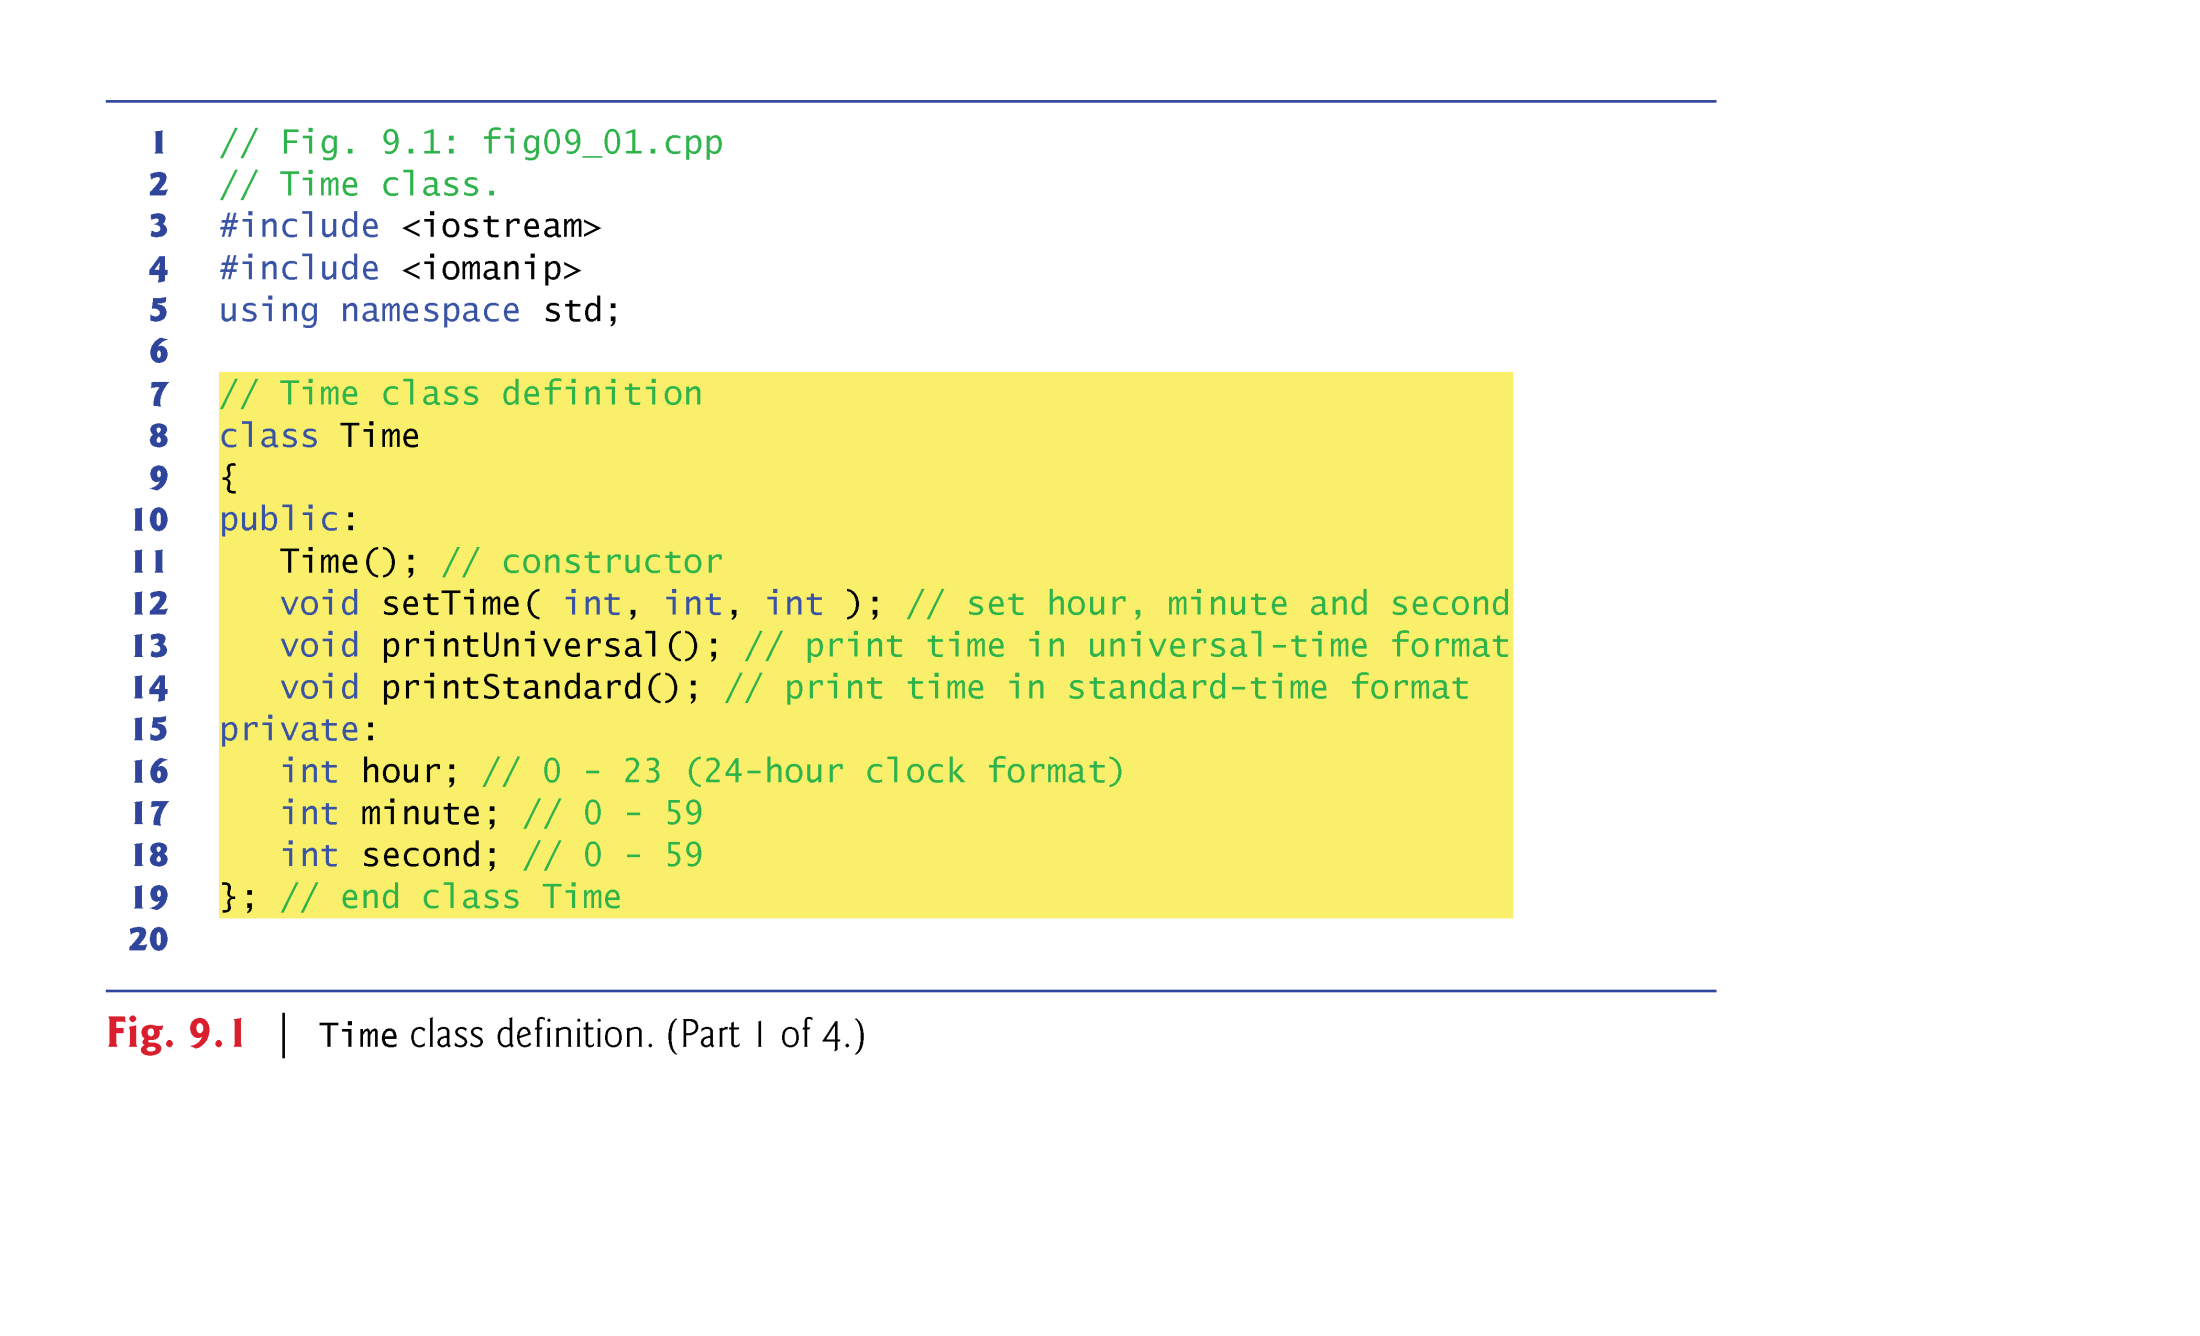 1 // Fig. 9.1: fig09_01.cpp
2 // Time class.
3 #include <iostream>
4 #include <iomanip>
5 using namespace std;
6
7 // Time class definition
8 class Time
9 {
10 public:
11    Time(); // constructor
12    void setTime( int, int, int ); // set hour, minute and second
13    void printUniversal(); // print time in universal-time format
14    void printStandard(); // print time in standard-time format
15 private:
16    int hour; // 0 - 23 (24-hour clock format)
17    int minute; // 0 - 59
18    int second; // 0 - 59
19 }; // end class Time
20
Fig. 9.1 | Time class definition. (Part 1 of 4.)